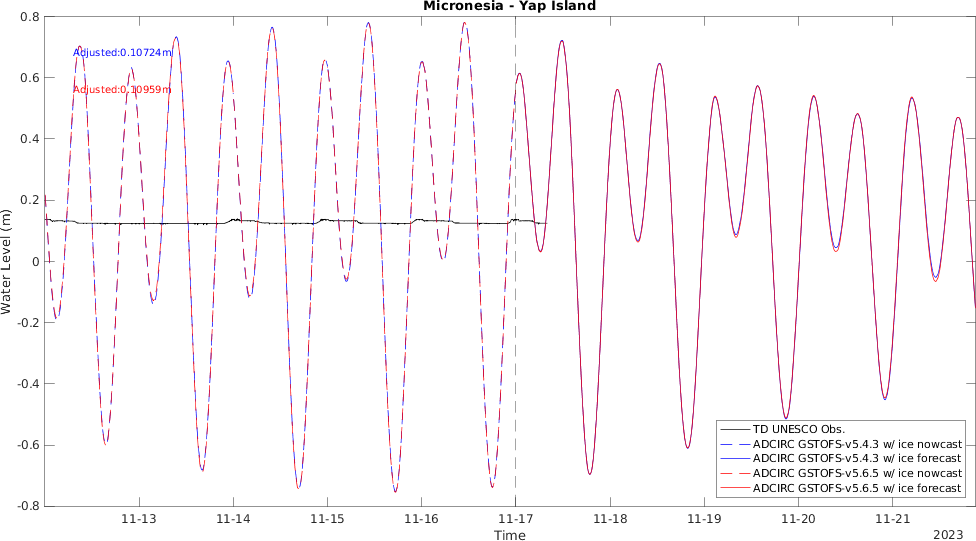 Micronesia - Yap Island
0.8
Adjusted:0.10724m
0.6
Adjusted:0.10959m
0.4
0.2
0
-0.2
-0.4
-0.6
-0.8
Water Level (m)
TD UNESCO Obs.
ADCIRC GSTOFS-v5.4.3 w/ ice nowcast
ADCIRC GSTOFS-v5.4.3 w/ ice forecast
ADCIRC GSTOFS-v5.6.5 w/ ice nowcast
ADCIRC GSTOFS-v5.6.5 w/ ice forecast
11-13
11-14
11-15
11-16
11-17
11-18
11-19
11-20
11-21
Time
2023